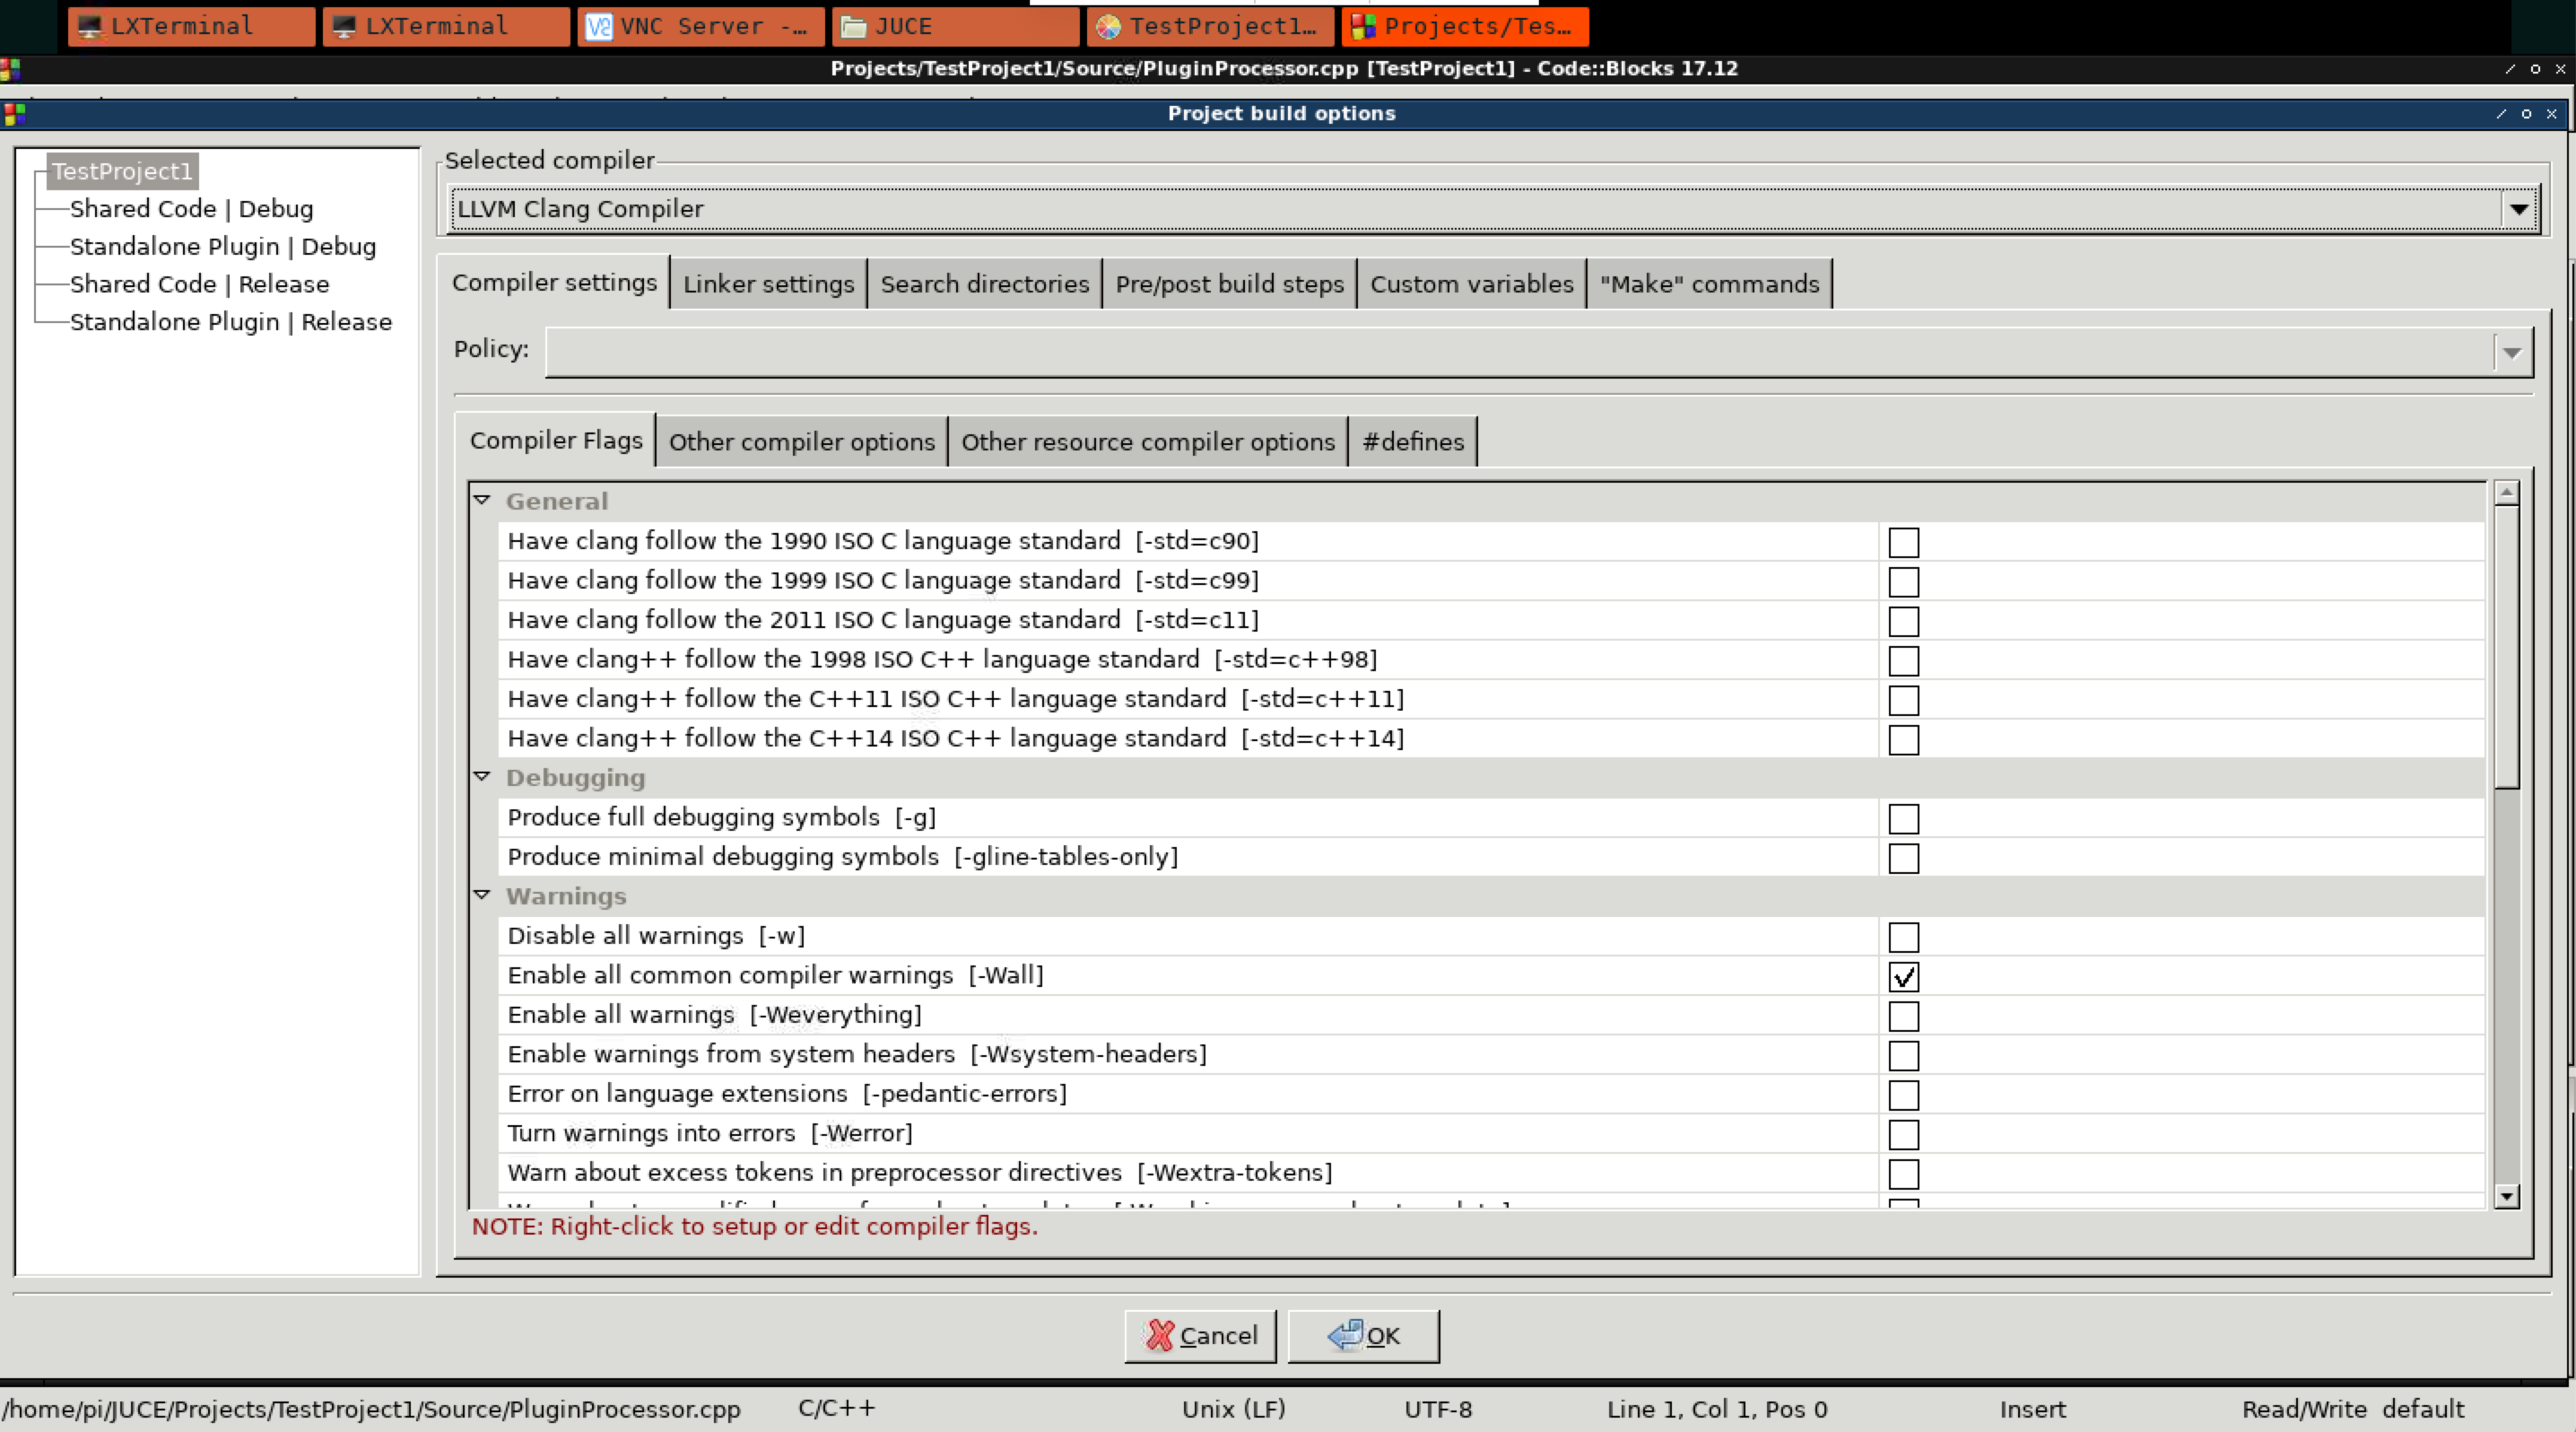 LXTerminal LXTerminal VNC Server -… JUCE TestProject1… Projects/Tes…
Projects/TestProject1/Source/PluginProcessor.cpp [TestProject1] - Code::Blocks 17.12
Project build options
TestProject1
Shared Code | Debug
Standalone Plugin | Debug
Shared Code | Release
Standalone Plugin | Release
Selected compiler
LLVM Clang Compiler
Compiler settings Linker settings Search directories Pre/post build steps Custom variables "Make" commands
Policy:
Compiler Flags Other compiler options Other resource compiler options #defines
General
Have clang follow the 1990 ISO C language standard [-std=c90]
Have clang follow the 1999 ISO C language standard [-std=c99]
Have clang follow the 2011 ISO C language standard [-std=c11]
Have clang++ follow the 1998 ISO C++ language standard [-std=c++98]
Have clang++ follow the C++11 ISO C++ language standard [-std=c++11]
Have clang++ follow the C++14 ISO C++ language standard [-std=c++14]
Debugging
Produce full debugging symbols [-g]
Produce minimal debugging symbols [-gline-tables-only]
Warnings
Disable all warnings [-w]
Enable all common compiler warnings [-Wall]
Enable all warnings [-Weverything]
Enable warnings from system headers [-Wsystem-headers]
Error on language extensions [-pedantic-errors]
Turn warnings into errors [-Werror]
Warn about excess tokens in preprocessor directives [-Wextra-tokens]
NOTE: Right-click to setup or edit compiler flags.
Cancel OK
/home/pi/JUCE/Projects/TestProject1/Source/PluginProcessor.cpp C/C++ Unix (LF) UTF-8 Line 1, Col 1, Pos 0 Insert Read/Write default